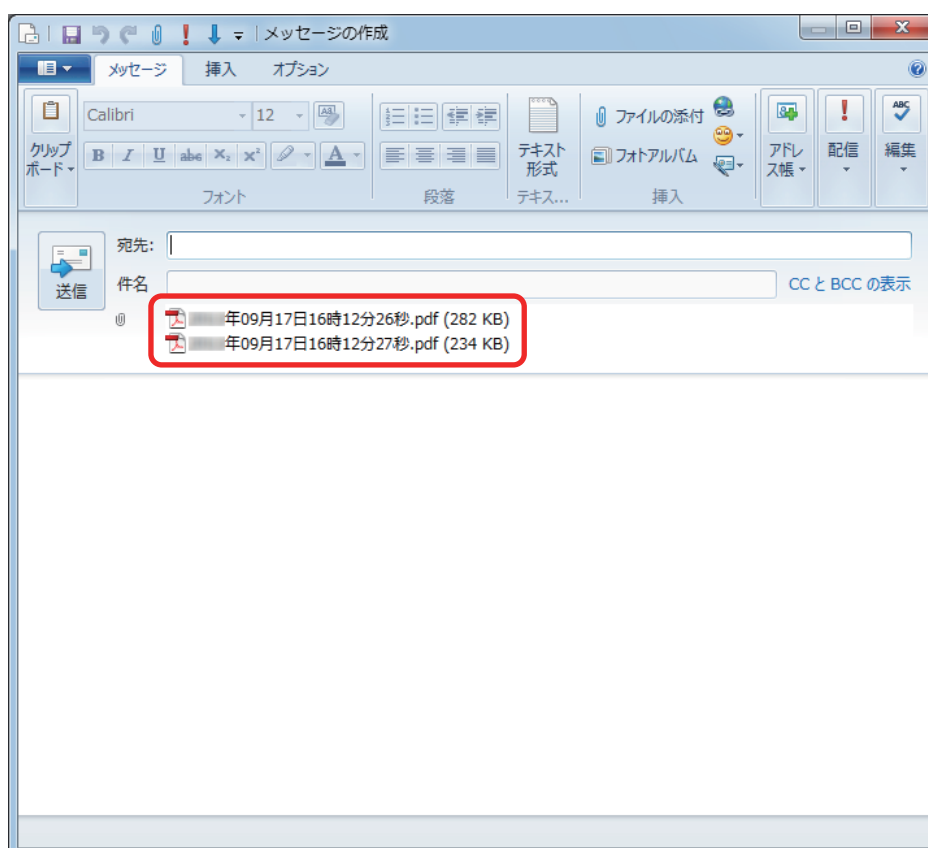 メッセージの作成
メッセージ 挿入 オプション
Calibri 12
ABC
クリップボード
B I U abc X₂ X² A
テキスト形式
ファイルの添付
フォトアルバム
アドレス帳
配信
編集
フォント 段落 テキス... 挿入
宛先:
送信
件名 CC と BCC の表示
年09月17日16時12分26秒.pdf (282 KB)
年09月17日16時12分27秒.pdf (234 KB)